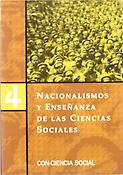 4
NACIONALISMOS
Y ENSEÑANZA
DE LAS CIENCIAS
SOCIALES
CON-CIENCIA SOCIAL